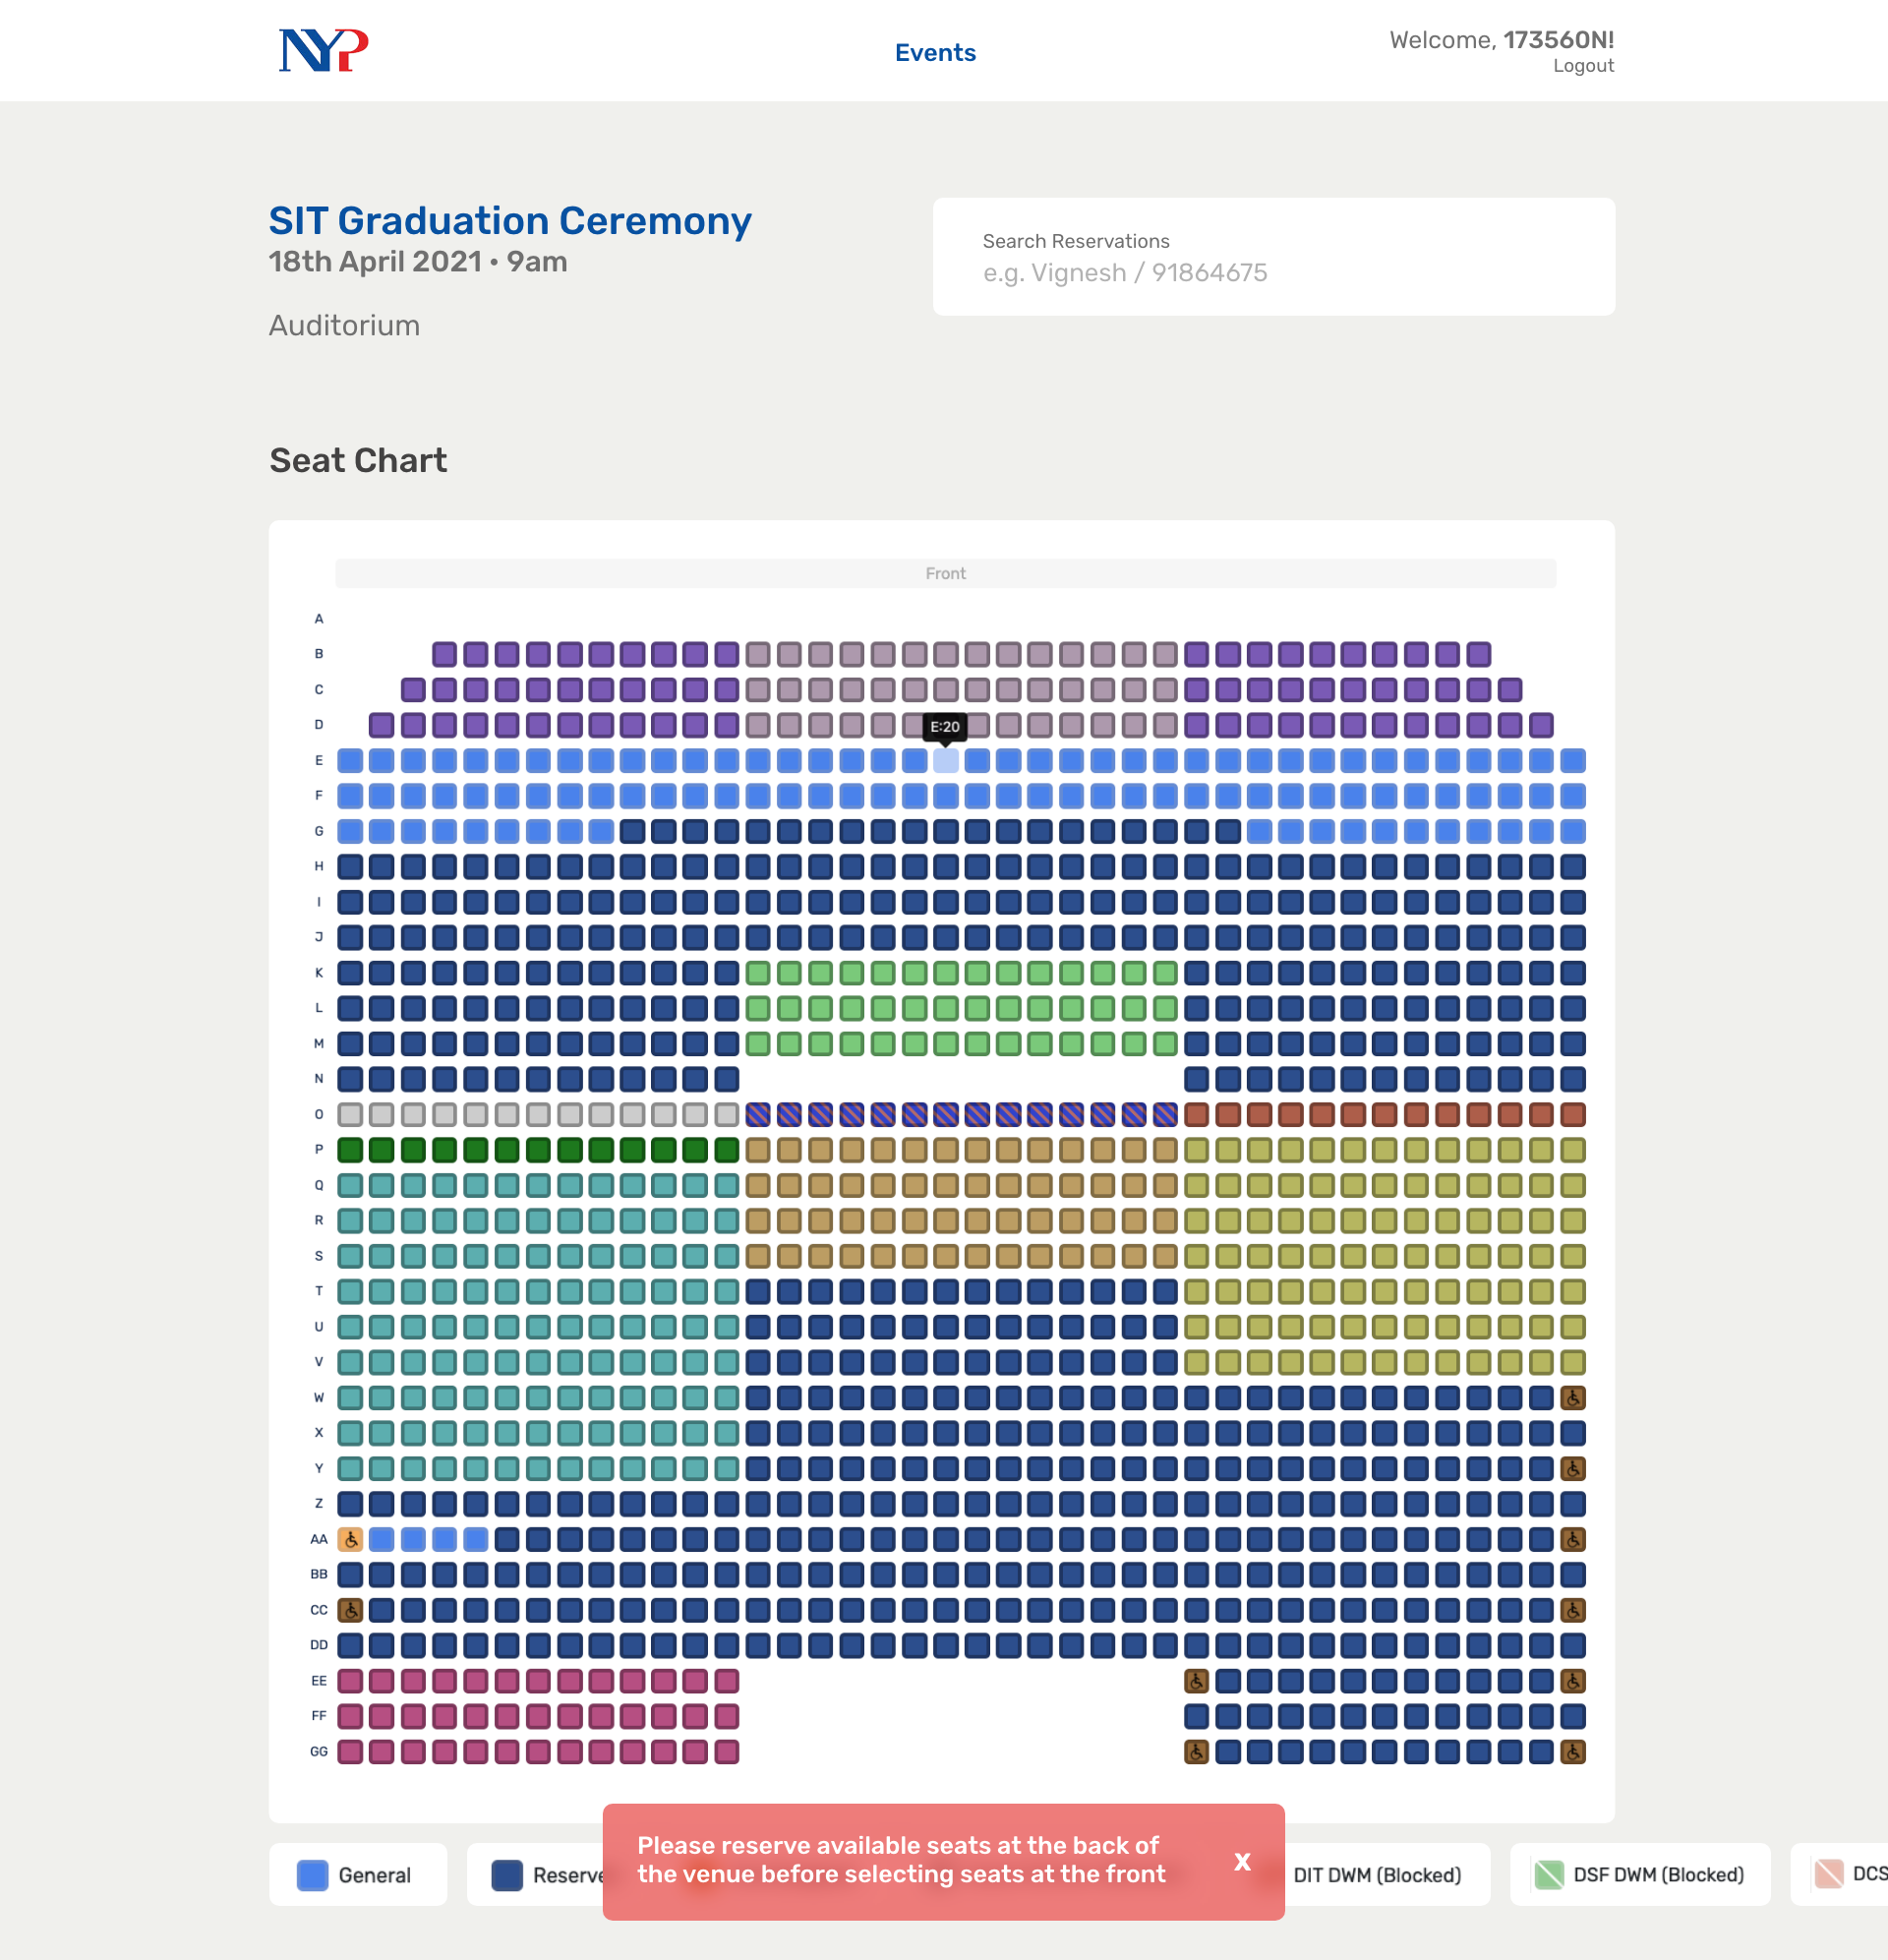 NYP
Events
Welcome, 173560N!
Logout
SIT Graduation Ceremony
18th April 2021 • 9am
Auditorium
Search Reservations
e.g. Vignesh / 91864675
Seat Chart
Front
A
B
C
D
E:20
E
F
G
H
I
J
K
L
M
N
O
P
Q
R
S
T
U
V
W
X
Y
Z
AA
BB
CC
DD
EE
FF
GG
Please reserve available seats at the back of
the venue before selecting seats at the front
X
General
Reserve
DIT DWM (Blocked)
DSF DWM (Blocked)
DCS